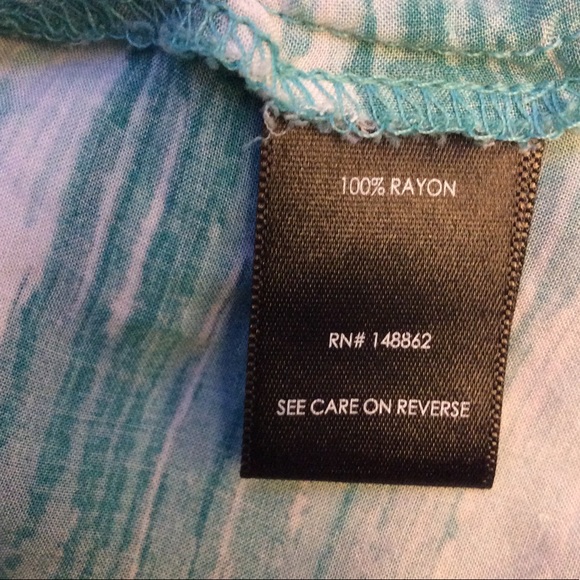 100% RAYON
RN# 148862
SEE CARE ON REVERSE